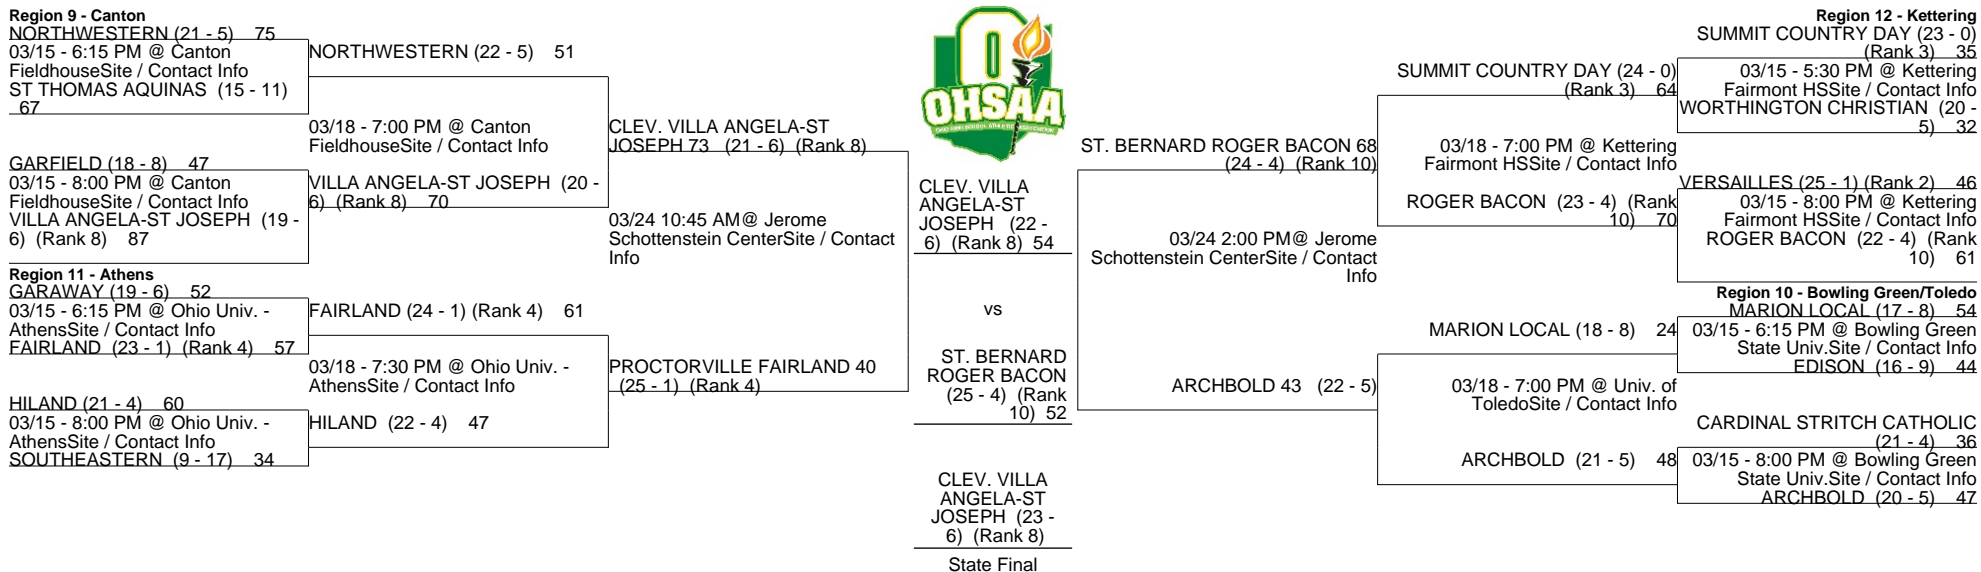 Region 9 - Canton
NORTHWESTERN (21 - 5) 75
03/15 - 6:15 PM @ Canton
FieldhouseSite / Contact Info
ST THOMAS AQUINAS (15 - 11)
67
GARFIELD (18 - 8) 47
03/15 - 8:00 PM @ Canton
FieldhouseSite / Contact Info
VILLA ANGELA-ST JOSEPH (19 -
6) (Rank 8) 87
Region 11 - Athens
GARAWAY (19 - 6) 52
03/15 - 6:15 PM @ Ohio Univ. -
AthensSite / Contact Info
FAIRLAND (23 - 1) (Rank 4) 57
HILAND (21 - 4) 60
03/15 - 8:00 PM @ Ohio Univ. -
AthensSite / Contact Info
SOUTHEASTERN (9 - 17) 34
NORTHWESTERN (22 - 5) 51
03/18 - 7:00 PM @ Canton
FieldhouseSite / Contact Info
VILLA ANGELA-ST JOSEPH (20 -
6) (Rank 8) 70
FAIRLAND (24 - 1) (Rank 4) 61
03/18 - 7:30 PM @ Ohio Univ. -
AthensSite / Contact Info
HILAND (22 - 4) 47
CLEV. VILLA ANGELA-ST
JOSEPH 73 (21 - 6) (Rank 8)
03/24 10:45 AM@ Jerome
Schottenstein CenterSite / Contact
Info
PROCTORVILLE FAIRLAND 40
(25 - 1) (Rank 4)
O
OHSAA
CLEV. VILLA
ANGELA-ST
JOSEPH (22 -
6) (Rank 8) 54
vs
ST. BERNARD
ROGER BACON
(25 - 4) (Rank
10) 52
CLEV. VILLA
ANGELA-ST
JOSEPH (23 -
6) (Rank 8)
State Final
ST. BERNARD ROGER BACON 68
(24 - 4) (Rank 10)
03/24 2:00 PM@ Jerome
Schottenstein CenterSite / Contact
Info
ARCHBOLD 43 (22 - 5)
SUMMIT COUNTRY DAY (24 - 0)
(Rank 3) 64
03/18 - 7:00 PM @ Kettering
Fairmont HSSite / Contact Info
ROGER BACON (23 - 4) (Rank
10) 70
MARION LOCAL (18 - 8) 24
03/18 - 7:00 PM @ Univ. of
ToledoSite / Contact Info
ARCHBOLD (21 - 5) 48
Region 12 - Kettering
SUMMIT COUNTRY DAY (23 - 0)
(Rank 3) 35
03/15 - 5:30 PM @ Kettering
Fairmont HSSite / Contact Info
WORTHINGTON CHRISTIAN (20 -
5) 32
VERSAILLES (25 - 1) (Rank 2) 46
03/15 - 8:00 PM @ Kettering
Fairmont HSSite / Contact Info
ROGER BACON (22 - 4) (Rank
10) 61
Region 10 - Bowling Green/Toledo
MARION LOCAL (17 - 8) 54
03/15 - 6:15 PM @ Bowling Green
State Univ.Site / Contact Info
EDISON (16 - 9) 44
CARDINAL STRITCH CATHOLIC
(21 - 4) 36
03/15 - 8:00 PM @ Bowling Green
State Univ.Site / Contact Info
ARCHBOLD (20 - 5) 47